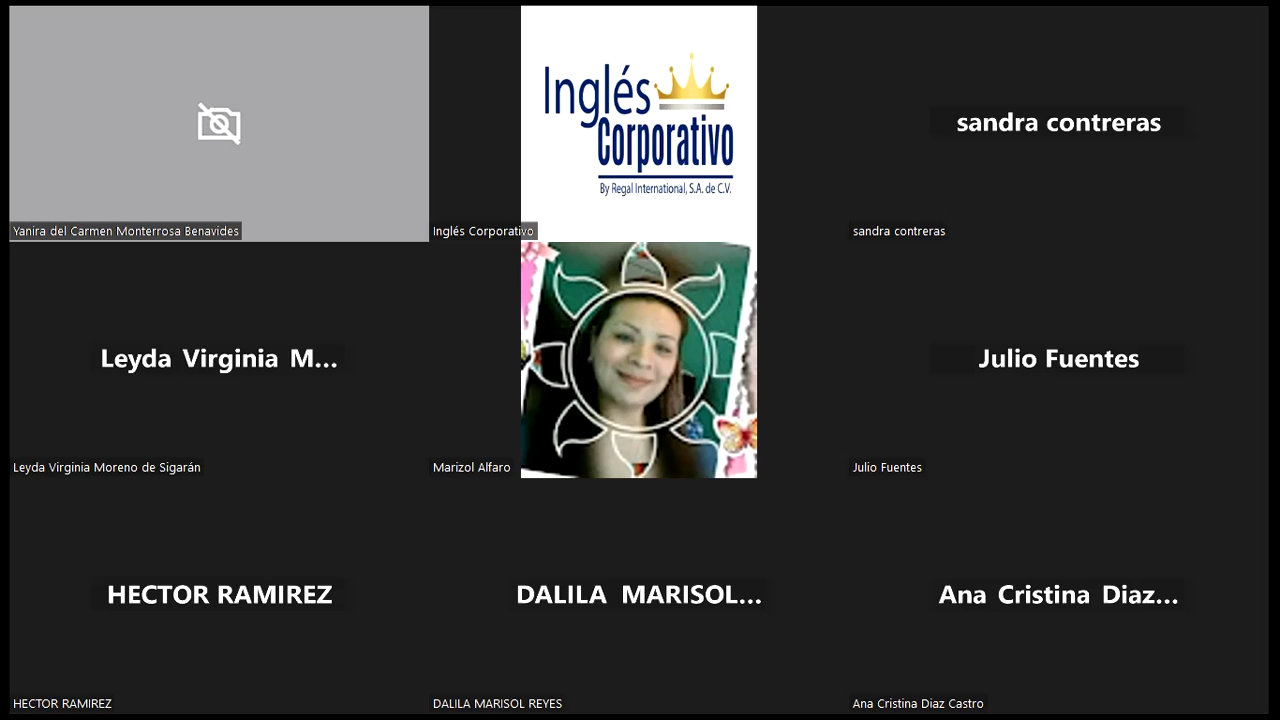 Inglés
Corporativo
By Regal International, S.A. de C.V.
sandra contreras
Yanira del Carmen Monterrosa Benavides
Inglés Corporativo
sandra contreras
Leyda Virginia M...
Julio Fuentes
Leyda Virginia Moreno de Sigarán
Marizol Alfaro
Julio Fuentes
HECTOR RAMIREZ
DALILA MARISOL...
Ana Cristina Diaz...
HECTOR RAMIREZ
DALILA MARISOL REYES
Ana Cristina Diaz Castro